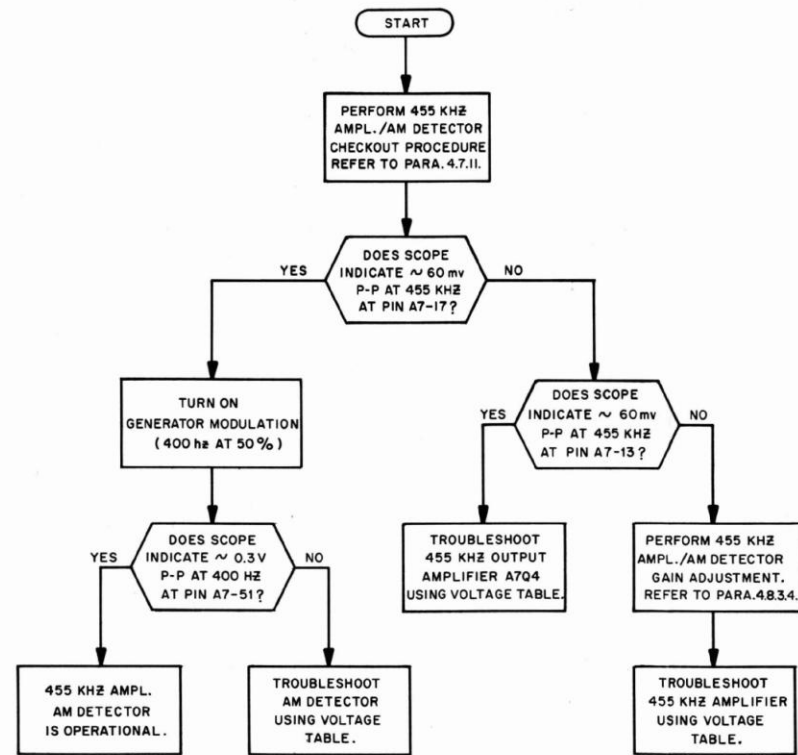 START
PERFORM 455 KHZ
AMPL./AM DETECTOR
CHECKOUT PROCEDURE
REFER TO PARA. 4.7.11.
DOES SCOPE
INDICATE ~ 60 mv
P-P AT 455 KHZ
AT PIN A7-17?
YES
NO
TURN ON
GENERATOR MODULATION
(400 hz AT 50%)
DOES SCOPE
INDICATE ~ 60mv
P-P AT 455 KHZ
AT PIN A7-13?
YES
NO
DOES SCOPE
INDICATE ~ 0.3 V
P-P AT 400 HZ
AT PIN A7-51?
YES
NO
TROUBLESHOOT
455 KHZ OUTPUT
AMPLIFIER A7Q4
USING VOLTAGE TABLE.
PERFORM 455 KHZ
AMPL./AM DETECTOR
GAIN ADJUSTMENT.
REFER TO PARA.4.8.3.4.
455 KHZ AMPL.
AM DETECTOR
IS OPERATIONAL.
TROUBLESHOOT
AM DETECTOR
USING VOLTAGE
TABLE.
TROUBLESHOOT
455 KHZ AMPLIFIER
USING VOLTAGE
TABLE.